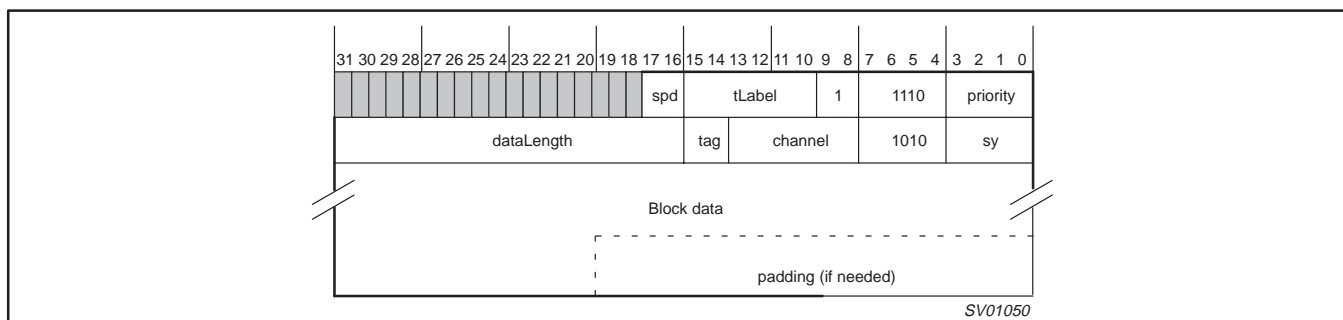 31 30 29 28 27 26 25 24 23 22 21 20 19 18 17 16 15 14 13 12 11 10 9 8 7 6 5 4 3 2 1 0
spd tLabel 1 1110 priority
dataLength tag channel 1010 sy
Block data
padding (if needed)
SV01050